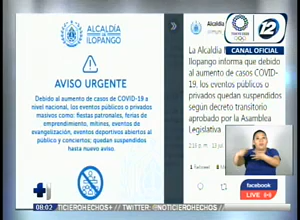 ALCALDÍA DE
ILOPANGO
AVISO URGENTE
Debido al aumento de casos de COVID-19 a
nivel nacional, los eventos públicos o privados
masivos como: fiestas patronales, ferias de
emprendimiento, mítines, eventos de
evangelización, eventos deportivos abiertos al
público y conciertos; quedan suspendidos
hasta nuevo aviso.
Alcaldía
TOKYO 2020
12
CANAL OFICIAL
La Alcaldía
Ilopango informa que debido
al aumento de casos COVID-
19, los eventos públicos o
privados quedan suspendidos
según decreto transitorio
aprobado por la Asamblea
Legislativa
facebook
LIVE
08:02
TICIEROHECHOS+ // TWITTER: @NOTICIEROHECHOS+ //